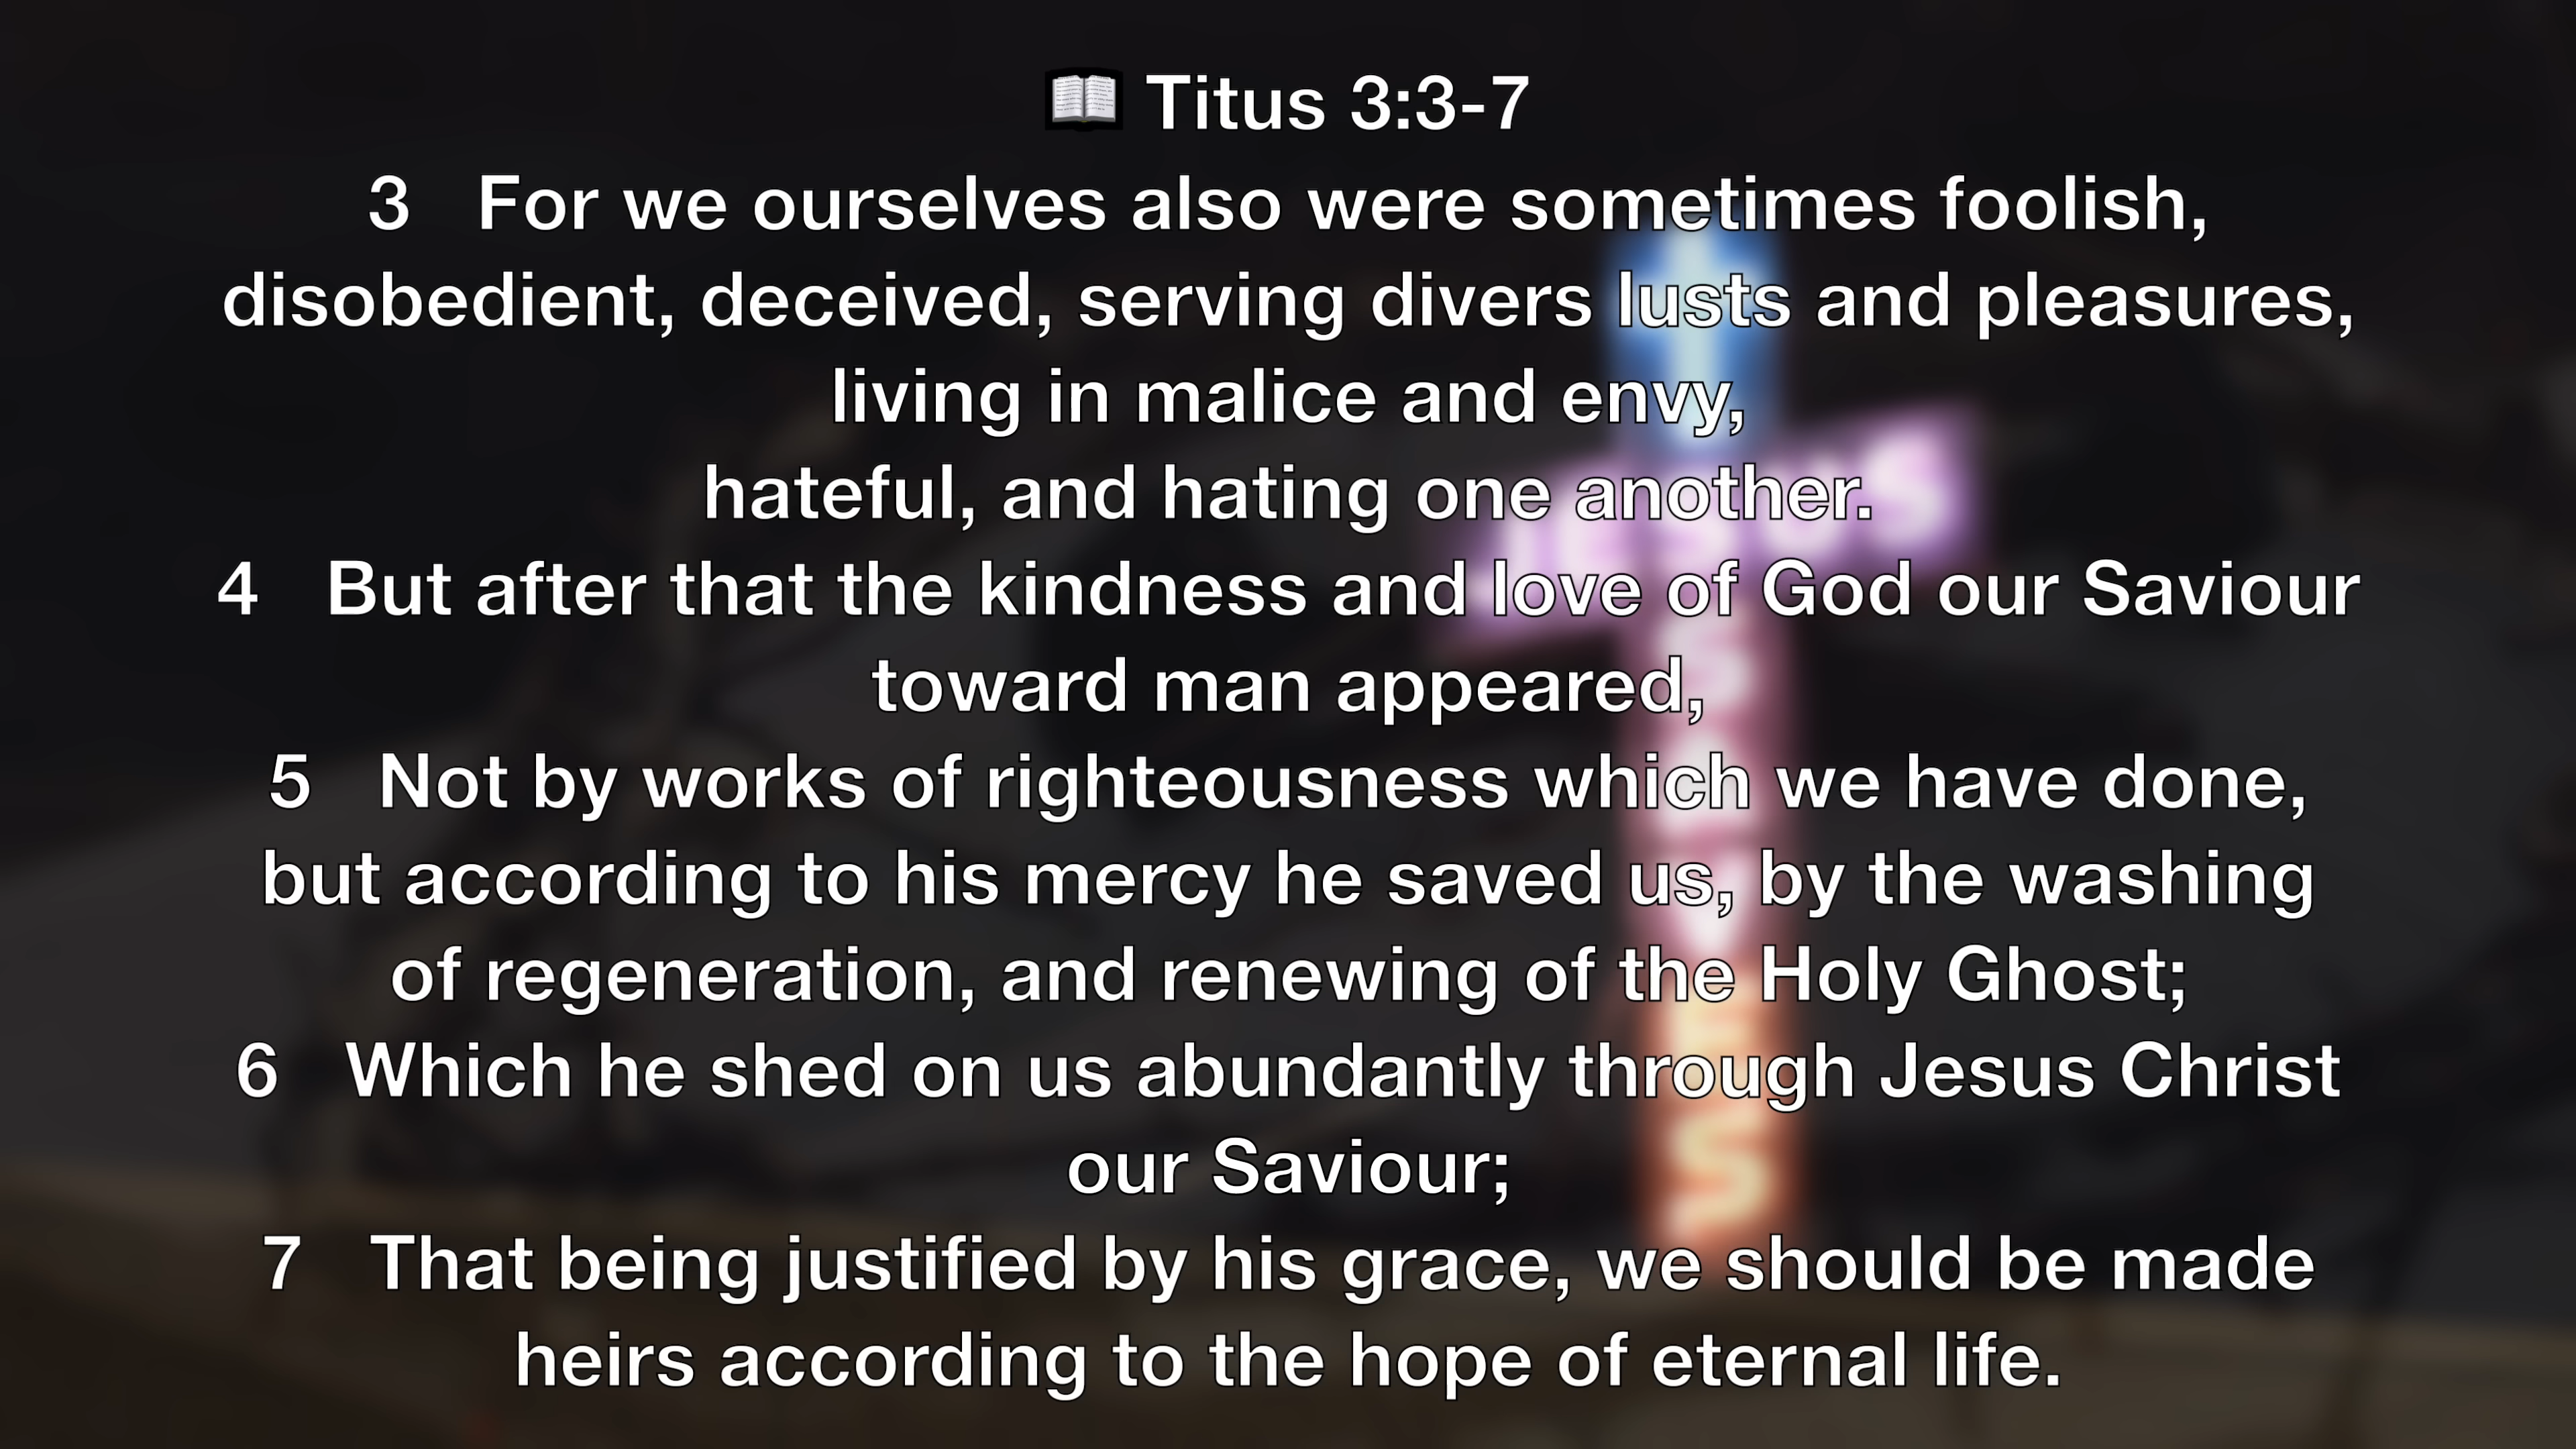 📖 Titus 3:3-7
3 For we ourselves also were sometimes foolish,
disobedient, deceived, serving divers lusts and pleasures,
living in malice and envy,
hateful, and hating one another.
4 But after that the kindness and love of God our Saviour
toward man appeared,
5 Not by works of righteousness which we have done,
but according to his mercy he saved us, by the washing
of regeneration, and renewing of the Holy Ghost;
6 Which he shed on us abundantly through Jesus Christ
our Saviour;
7 That being justified by his grace, we should be made
heirs according to the hope of eternal life.
JESUS
SAVES